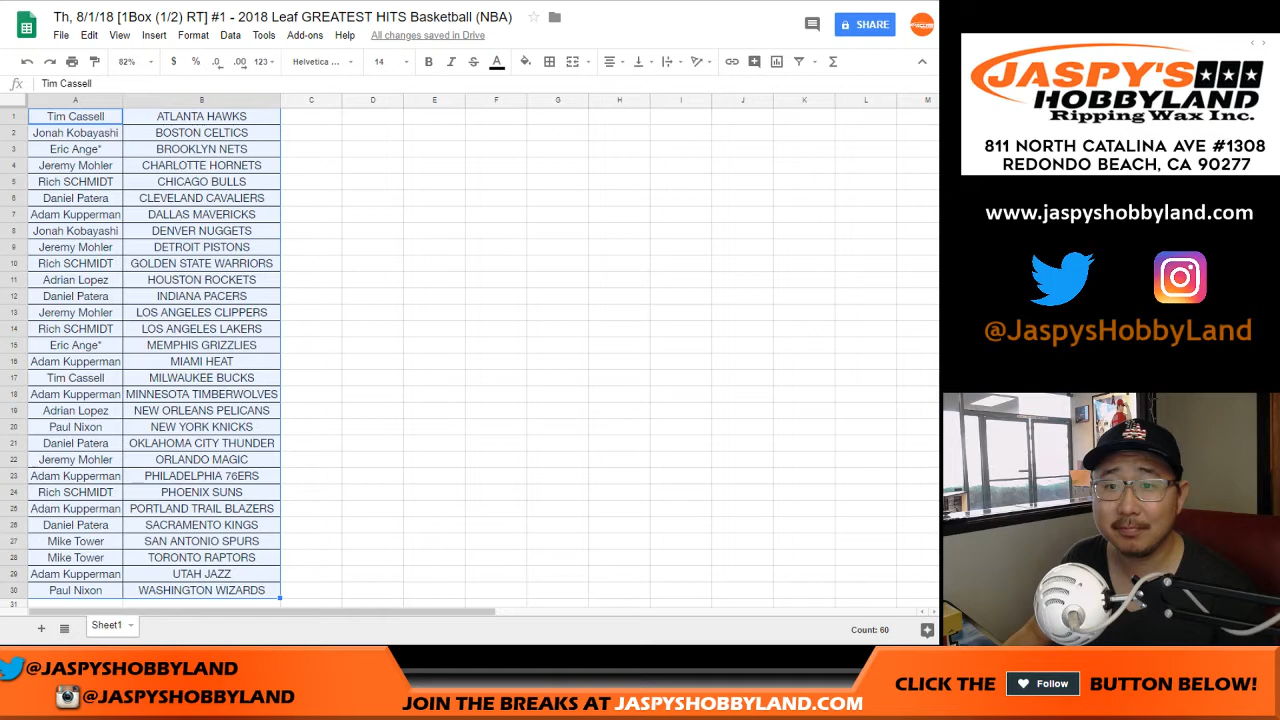 Th, 8/1/18 [1Box (1/2) RT] #1 - 2018 Leaf GREATEST HITS Basketball (NBA)
File Edit View Insert Format Data Tools Add-ons Help All changes saved in Drive
SHARE
82% $ % .0 .00 123 Helvetica ... 14 B I S A
fx Tim Cassell
A B C D E F G H I J K L M
1 Tim Cassell ATLANTA HAWKS
2 Jonah Kobayashi BOSTON CELTICS
3 Eric Ange* BROOKLYN NETS
4 Jeremy Mohler CHARLOTTE HORNETS
5 Rich SCHMIDT CHICAGO BULLS
6 Daniel Patera CLEVELAND CAVALIERS
7 Adam Kupperman DALLAS MAVERICKS
8 Jonah Kobayashi DENVER NUGGETS
9 Jeremy Mohler DETROIT PISTONS
10 Rich SCHMIDT GOLDEN STATE WARRIORS
11 Adrian Lopez HOUSTON ROCKETS
12 Daniel Patera INDIANA PACERS
13 Jeremy Mohler LOS ANGELES CLIPPERS
14 Rich SCHMIDT LOS ANGELES LAKERS
15 Eric Ange* MEMPHIS GRIZZLIES
16 Adam Kupperman MIAMI HEAT
17 Tim Cassell MILWAUKEE BUCKS
18 Adam Kupperman MINNESOTA TIMBERWOLVES
19 Adrian Lopez NEW ORLEANS PELICANS
20 Paul Nixon NEW YORK KNICKS
21 Daniel Patera OKLAHOMA CITY THUNDER
22 Jeremy Mohler ORLANDO MAGIC
23 Adam Kupperman PHILADELPHIA 76ERS
24 Rich SCHMIDT PHOENIX SUNS
25 Adam Kupperman PORTLAND TRAIL BLAZERS
26 Daniel Patera SACRAMENTO KINGS
27 Mike Tower SAN ANTONIO SPURS
28 Mike Tower TORONTO RAPTORS
29 Adam Kupperman UTAH JAZZ
30 Paul Nixon WASHINGTON WIZARDS
31
Sheet1
Count: 60
JASPY'S
HOBBYLAND
Ripping Wax Inc.
811 NORTH CATALINA AVE #1308
REDONDO BEACH, CA 90277
www.jaspyshobbyland.com
@JaspysHobbyLand
@JASPYSHOBBYLAND
@JASPYSHOBBYLAND
JOIN THE BREAKS AT JASPYSHOBBYLAND.COM
CLICK THE Follow BUTTON BELOW!